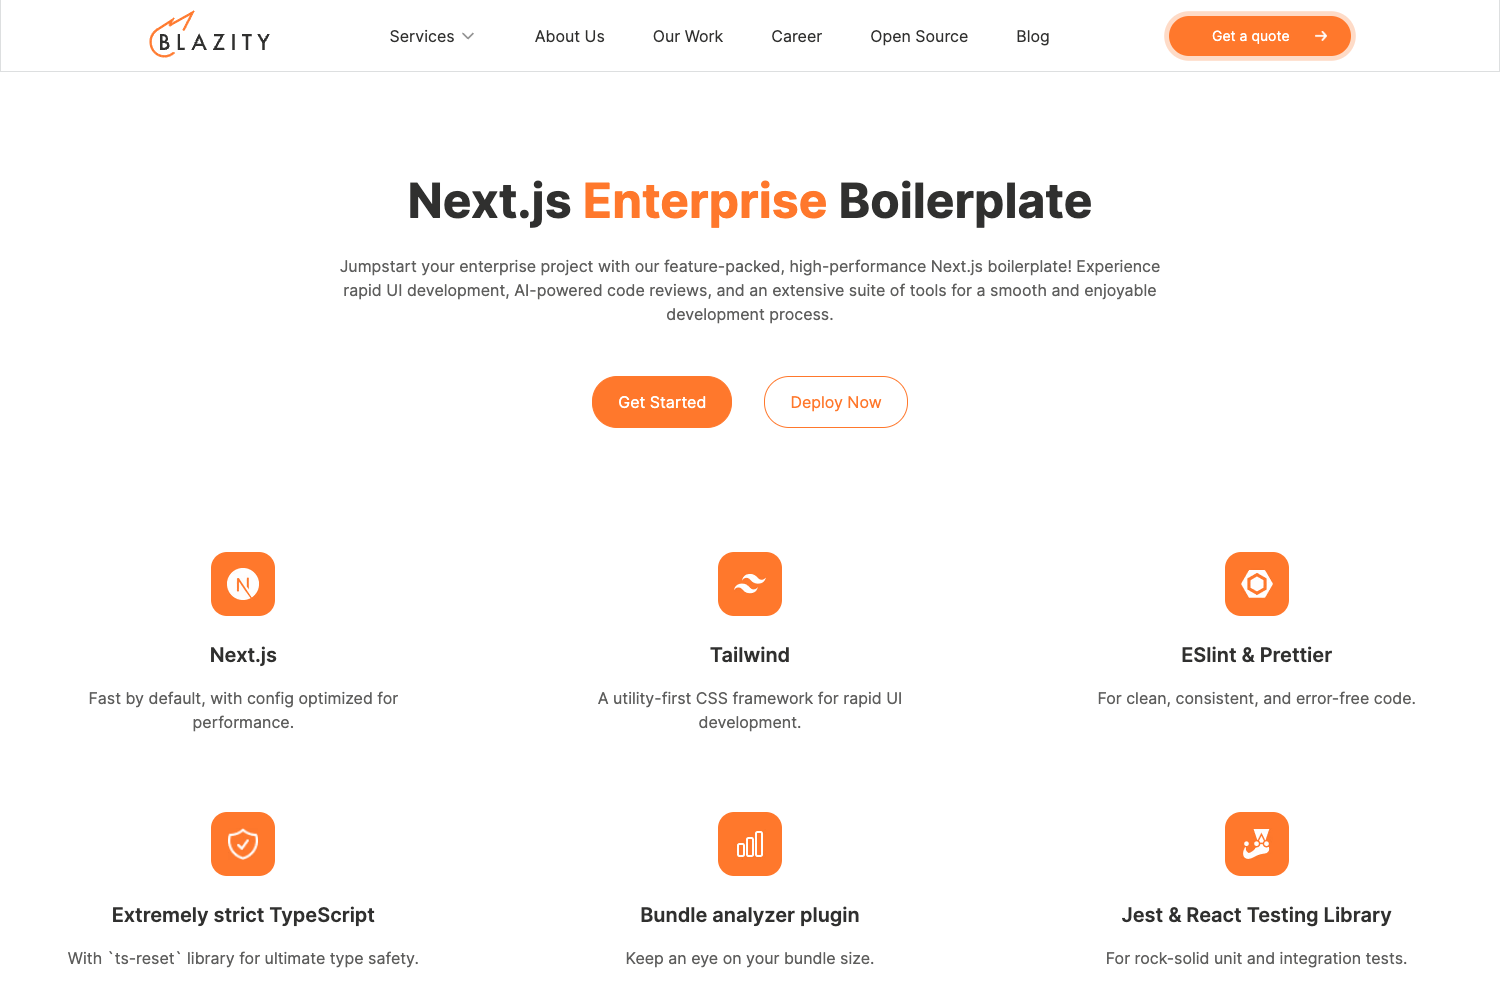 BLAZITY
Services
About Us
Our Work
Career
Open Source
Blog
Get a quote
Next.js Enterprise Boilerplate
Jumpstart your enterprise project with our feature-packed, high-performance Next.js boilerplate! Experience
rapid UI development, AI-powered code reviews, and an extensive suite of tools for a smooth and enjoyable
development process.
Get Started
Deploy Now
Next.js
Fast by default, with config optimized for
performance.
Tailwind
A utility-first CSS framework for rapid UI
development.
ESlint & Prettier
For clean, consistent, and error-free code.
Extremely strict TypeScript
With `ts-reset` library for ultimate type safety.
Bundle analyzer plugin
Keep an eye on your bundle size.
Jest & React Testing Library
For rock-solid unit and integration tests.